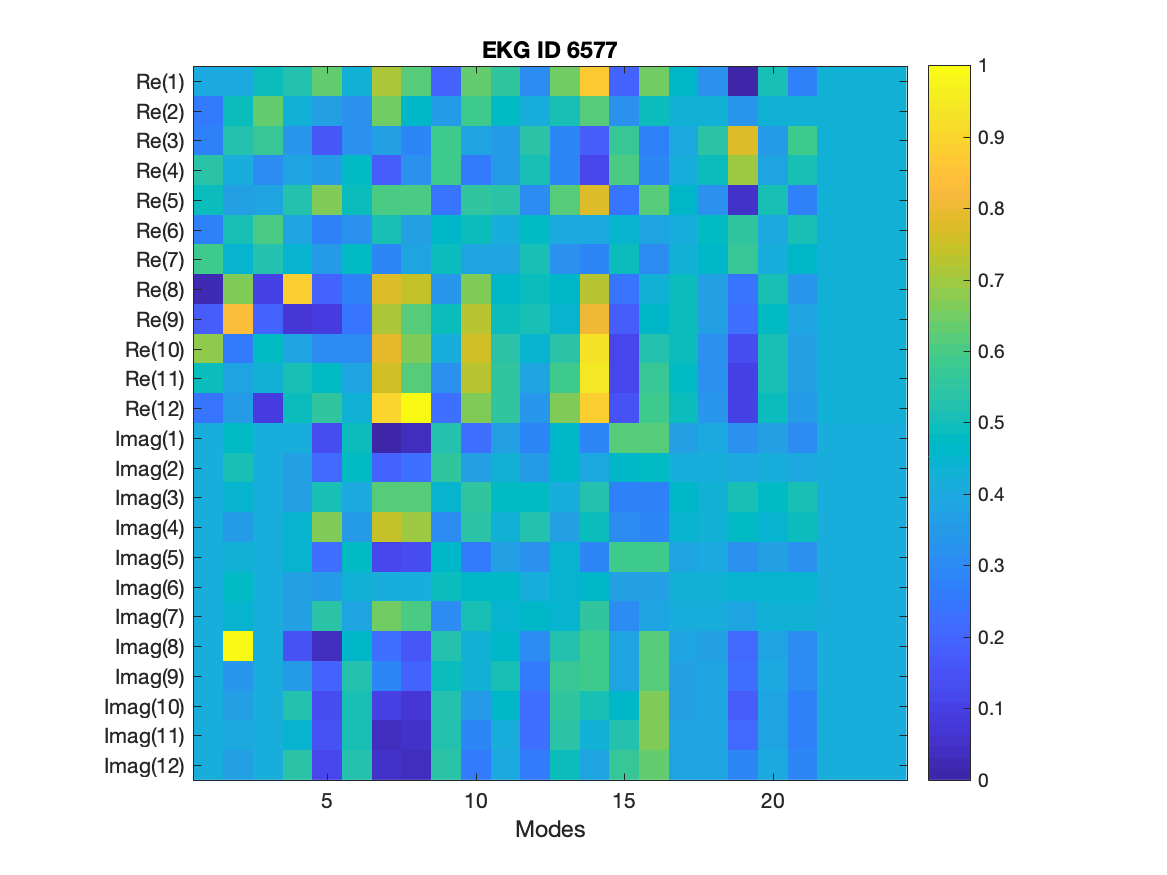 EKG ID 6577
Re(1)
Re(2)
Re(3)
Re(4)
Re(5)
Re(6)
Re(7)
Re(8)
Re(9)
Re(10)
Re(11)
Re(12)
Imag(1)
Imag(2)
Imag(3)
Imag(4)
Imag(5)
Imag(6)
Imag(7)
Imag(8)
Imag(9)
Imag(10)
Imag(11)
Imag(12)
5 10 15 20
Modes
1
0.9
0.8
0.7
0.6
0.5
0.4
0.3
0.2
0.1
0